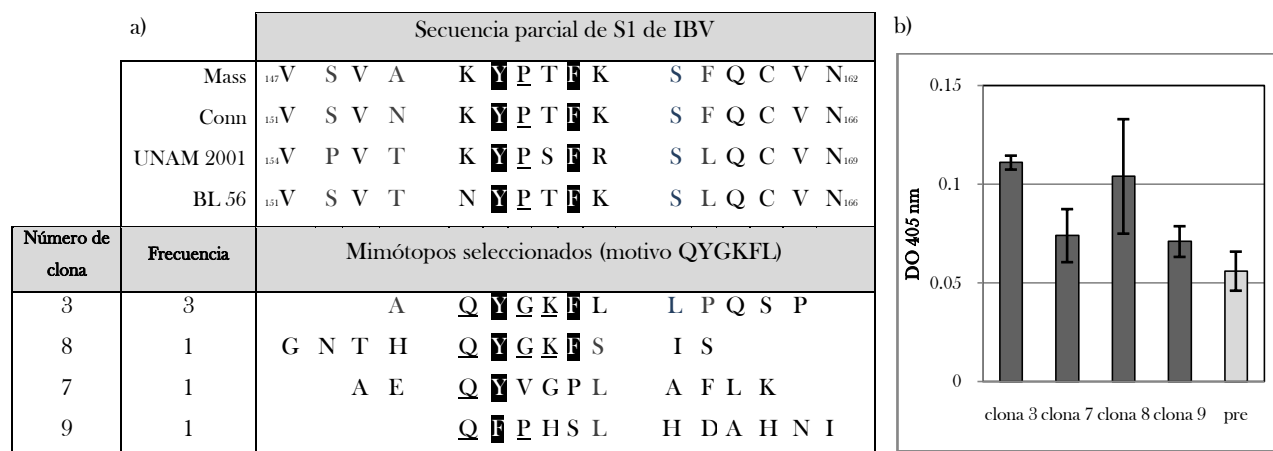 a)
Secuencia parcial de S1 de IBV
Mass 147V S V A K Y P T F K S F Q C V N162
Conn 151V S V N K Y P T F K S F Q C V N166
UNAM 2001 154V P V T K Y P S F R S L Q C V N169
BL 56 151V S V T N Y P T F K S L Q C V N166
Número de clona Frecuencia Mimótopos seleccionados (motivo QYGKFL)
3 3 A Q Y G K F L L P Q S P
8 1 G N T H Q Y G K F S I S
7 1 A E Q Y V G P L A F L K
9 1 Q F P H S L H D A H N I
b)
DO 405 nm
0.15
0.1
0.05
0
clona 3 clona 7 clona 8 clona 9 pre